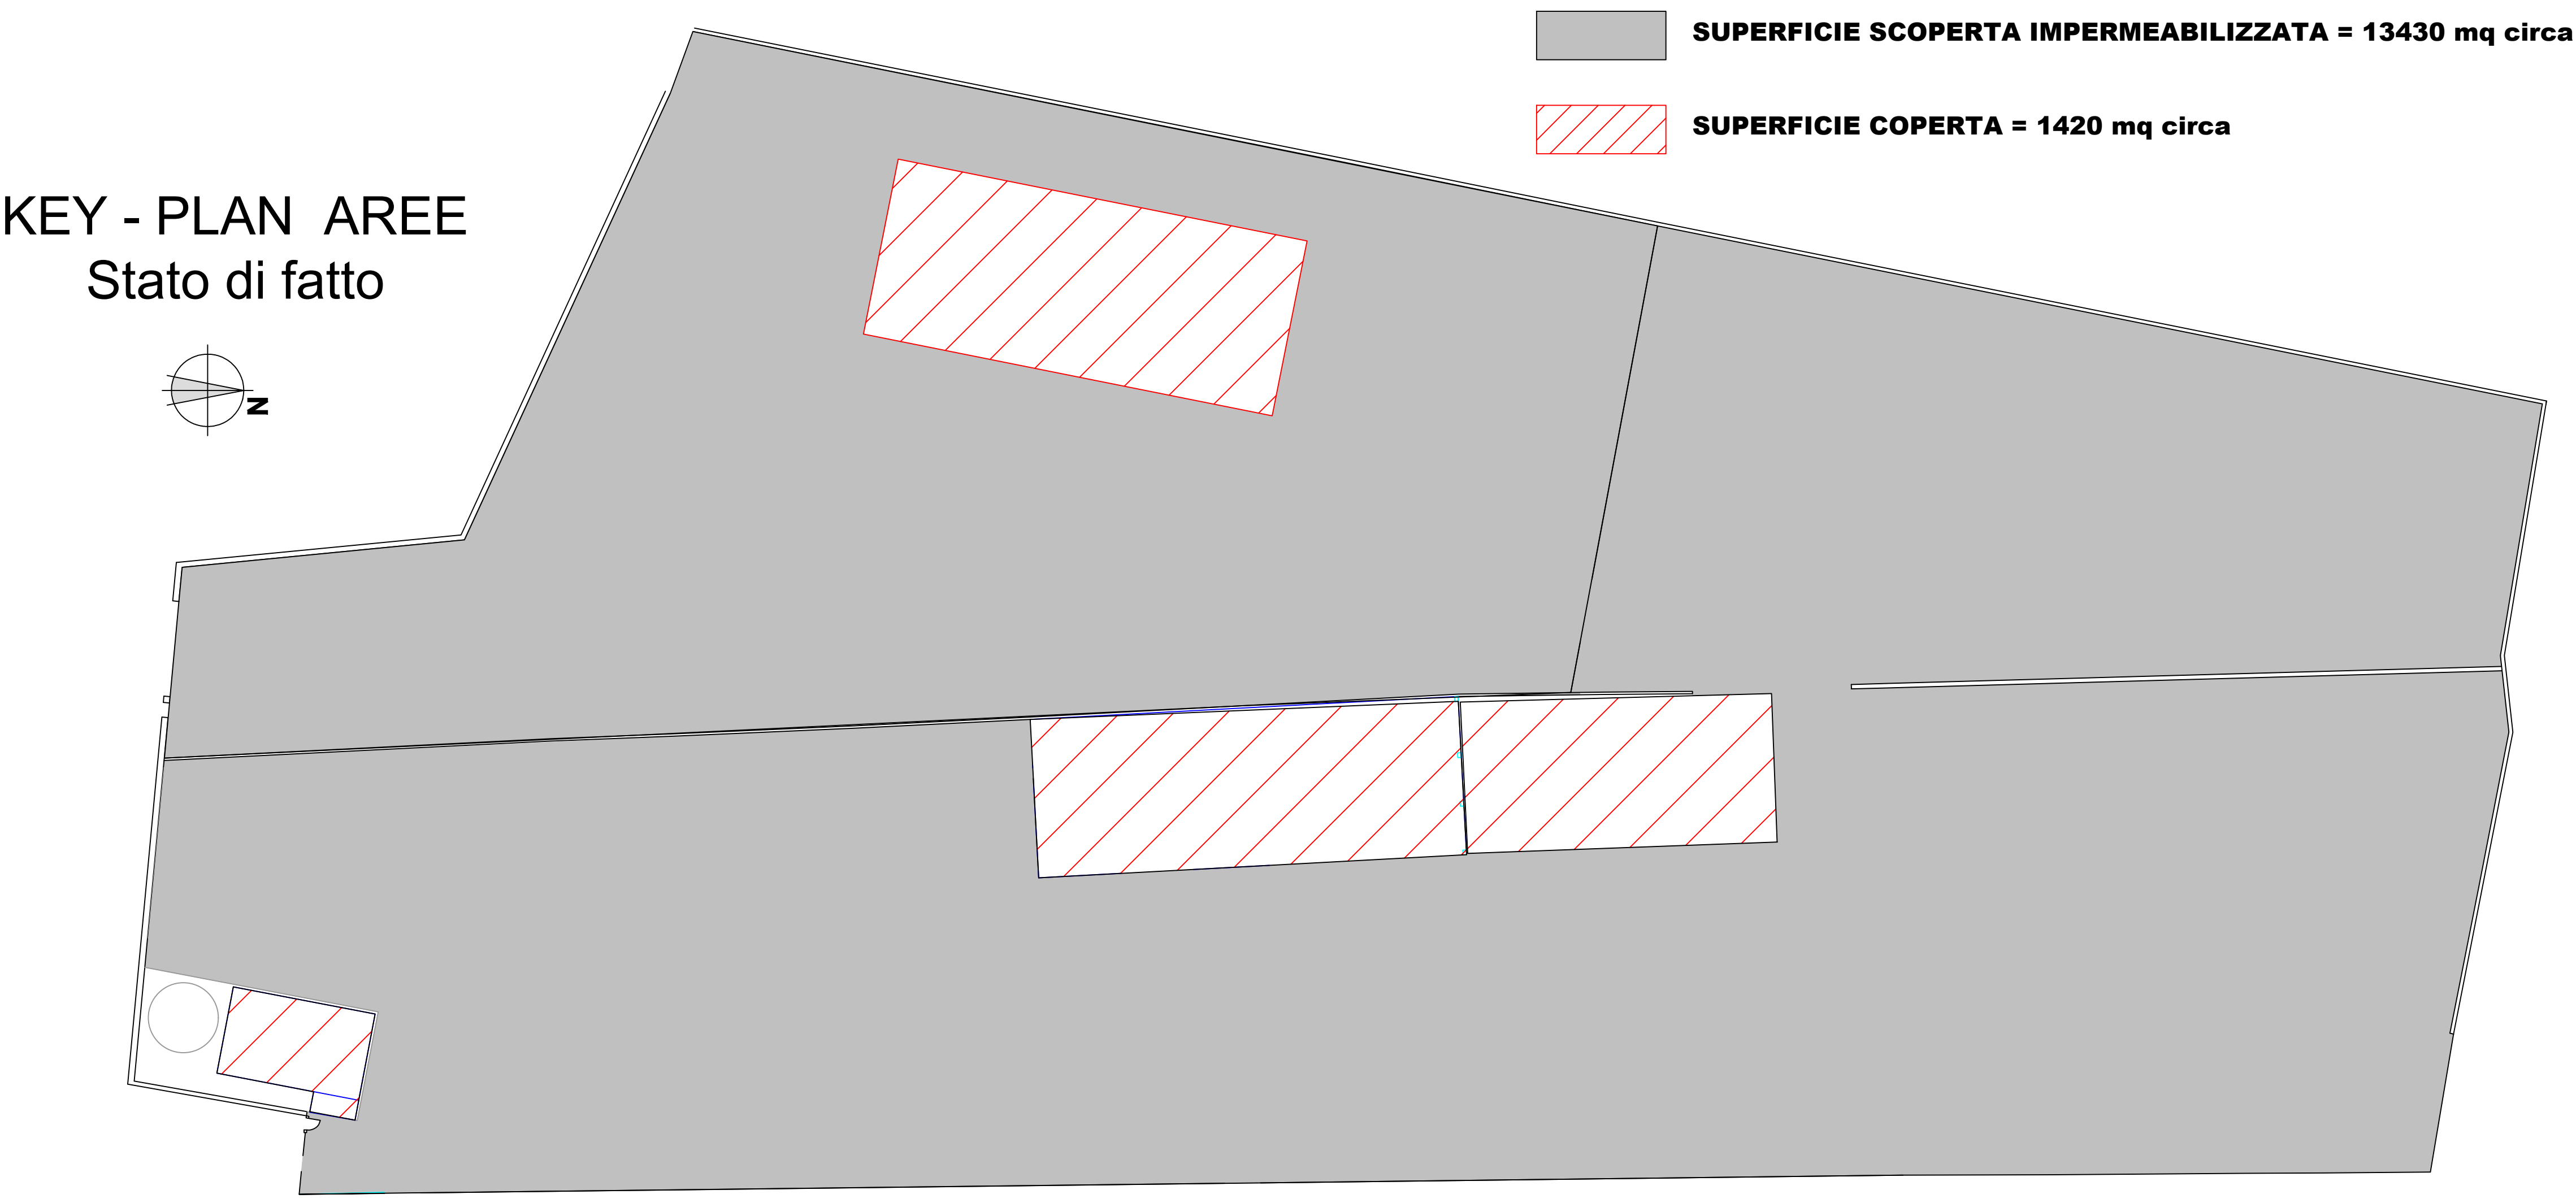 SUPERFICIE SCOPERTA IMPERMEABILIZZATA = 13430 mq circa
SUPERFICIE COPERTA = 1420 mq circa
KEY - PLAN AREE
Stato di fatto
N